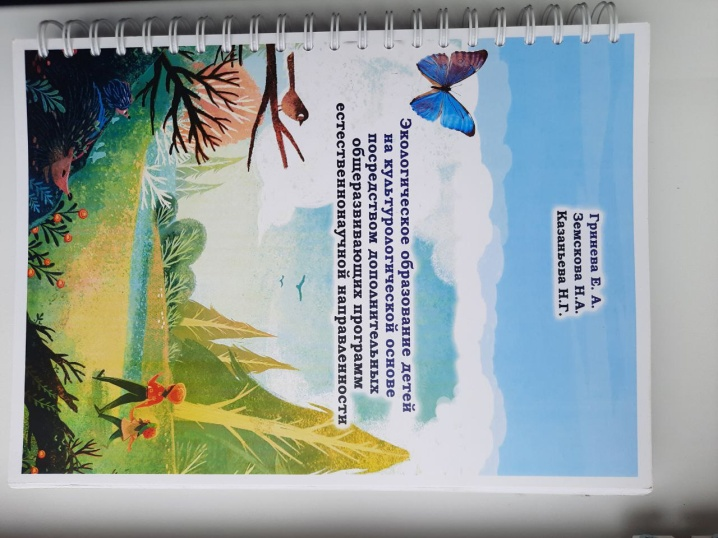 Гринева Е. А.
Земскова Н.А.
Казаньева Н.Г.
Экологическое образование детей
на культурологической основе
посредством дополнительных
общеразвивающих программ
естественнонаучной направленности